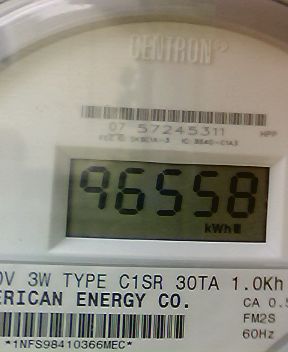 CENTRON®
07 57245311 HPP
96558
kWh
0V 3W TYPE C1SR 30TA 1.0Kh
ERICAN ENERGY CO. CA 0.5
FM2S
60Hz
*1NFS98410366MEC*